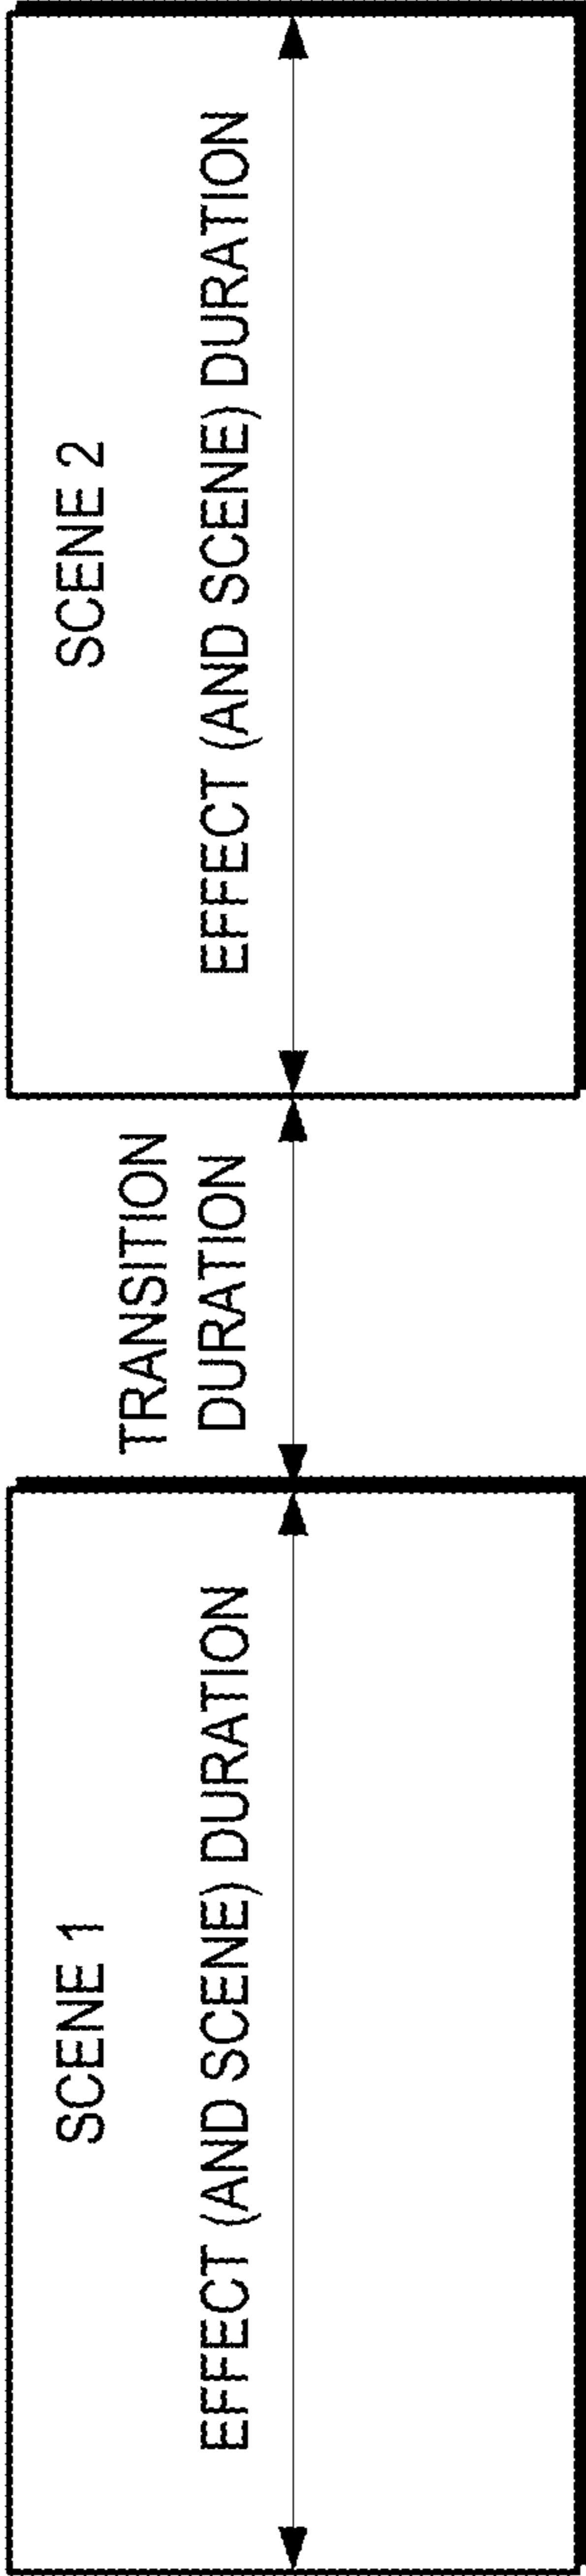 SCENE 1
EFFECT (AND SCENE) DURATION
TRANSITION
DURATION
SCENE 2
EFFECT (AND SCENE) DURATION